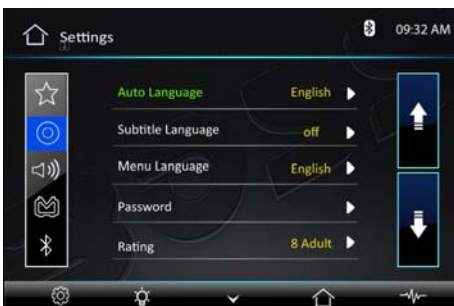 Settings
09:32 AM
Auto Language English
Subtitle Language off
Menu Language English
Password
Rating 8 Adult